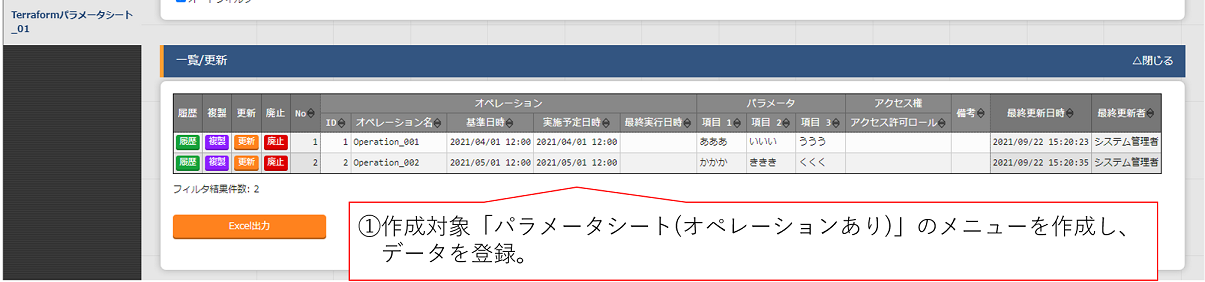 オートフィルタ
Terraformパラメータシート
_01
一覧/更新
△閉じる
履歴 複製 更新 廃止 No オペレーション パラメータ アクセス権 備考 最終更新日時 最終更新者
ID オペレーション名 基準日時 実施予定日時 最終実行日時 項目 1 項目 2 項目 3 アクセス許可ロール
履歴 複製 更新 廃止 1 1 Operation_001 2021/04/01 12:00 2021/04/01 12:00 あああ いいい ううう 2021/09/22 15:20:23 システム管理者
履歴 複製 更新 廃止 2 2 Operation_002 2021/05/01 12:00 2021/05/01 12:00 かかか ききき くくく 2021/09/22 15:20:35 システム管理者
フィルタ結果件数: 2
Excel出力
①作成対象「パラメータシート(オペレーションあり)」のメニューを作成し、
データを登録。